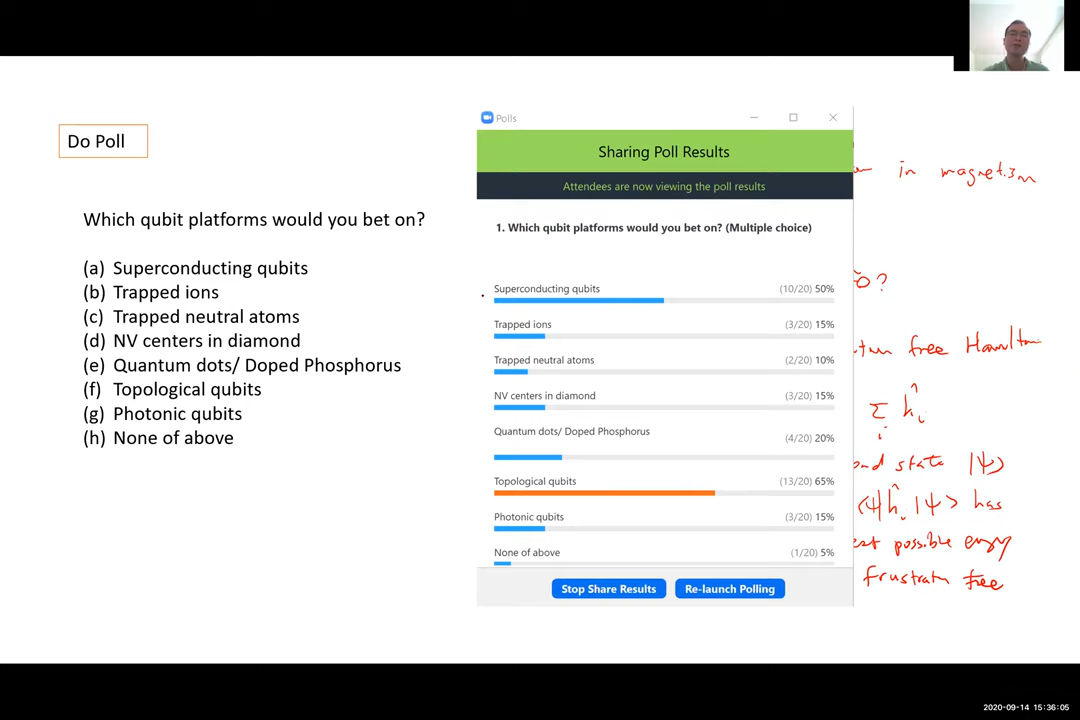 Do Poll
Which qubit platforms would you bet on?
(a) Superconducting qubits
(b) Trapped ions
(c) Trapped neutral atoms
(d) NV centers in diamond
(e) Quantum dots/ Doped Phosphorus
(f) Topological qubits
(g) Photonic qubits
(h) None of above
Polls
Sharing Poll Results
Attendees are now viewing the poll results
1. Which qubit platforms would you bet on? (Multiple choice)
Superconducting qubits (10/20) 50%
Trapped ions (3/20) 15%
Trapped neutral atoms (2/20) 10%
NV centers in diamond (3/20) 15%
Quantum dots/ Doped Phosphorus (4/20) 20%
Topological qubits (13/20) 65%
Photonic qubits (3/20) 15%
None of above (1/20) 5%
Stop Share Results Re-launch Polling
in magnetism
free
Σ ĥᵢ
i
state |ψ⟩
⟨ψ|ĥᵢ|ψ⟩ has
possible
free
2020-09-14 15:36:05